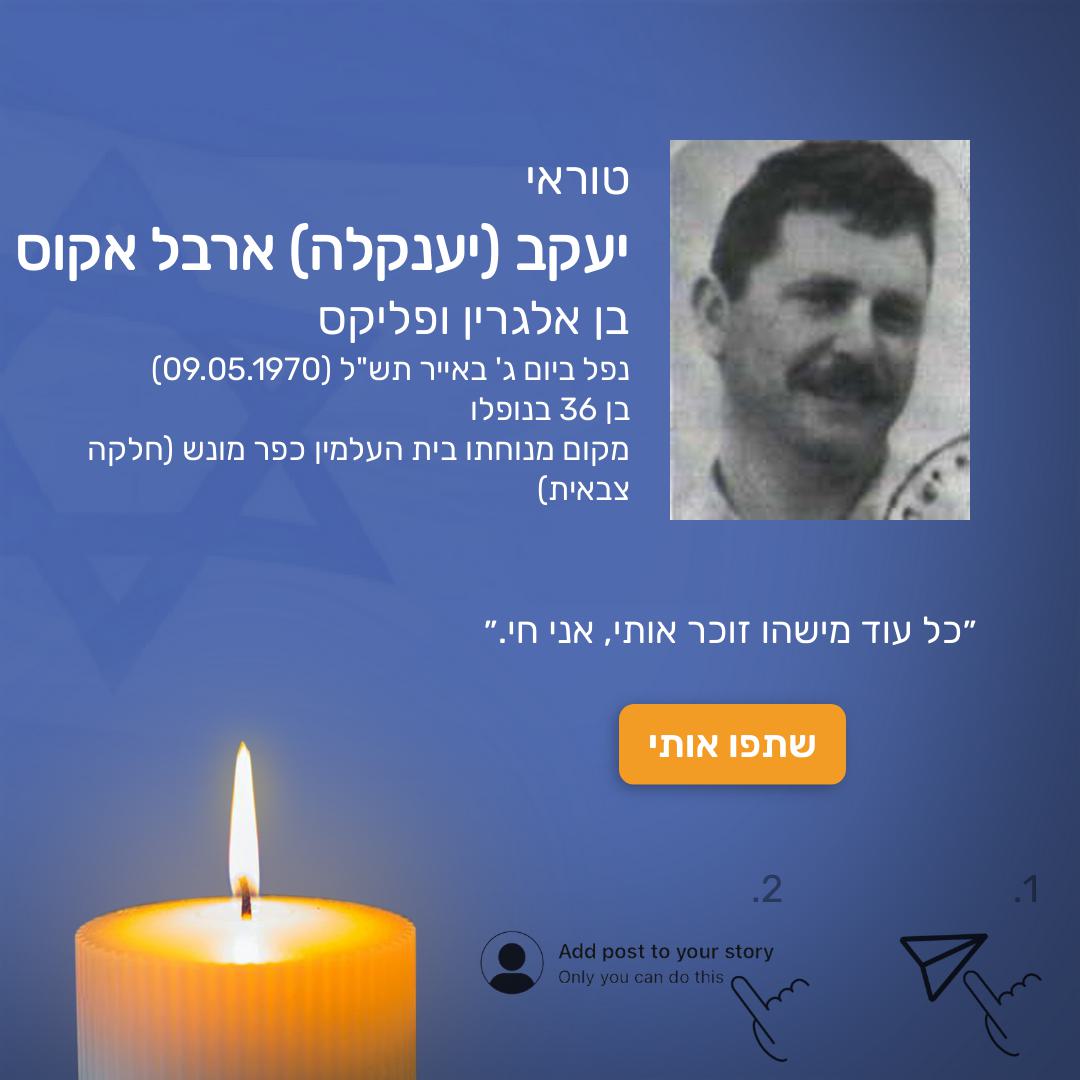 טוראי
יעקב (יענקלה) ארבל אקוס
בן אלגרין ופליקס
נפל ביום ג' באייר תש"ל (09.05.1970)
בן 36 בנופלו
מקום מנוחתו בית העלמין כפר מונש (חלקה
צבאית)
״כל עוד מישהו זוכר אותי, אני חי.״
שתפו אותי
.1
.2
Add post to your story
Only you can do this